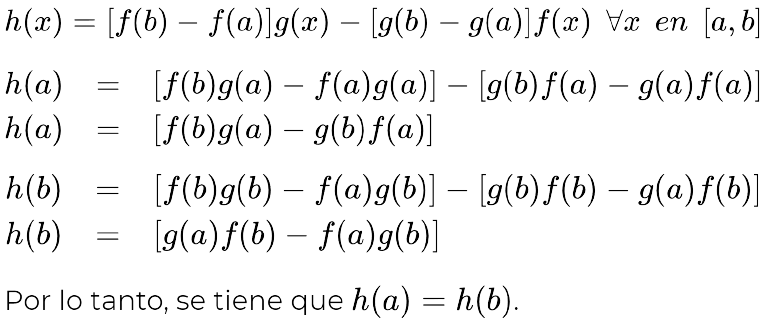 h(x) = [f(b) − f(a)]g(x) − [g(b) − g(a)]f(x) ∀x en [a, b]
h(a) = [f(b)g(a) − f(a)g(a)] − [g(b)f(a) − g(a)f(a)]
h(a) = [f(b)g(a) − g(b)f(a)]
h(b) = [f(b)g(b) − f(a)g(b)] − [g(b)f(b) − g(a)f(b)]
h(b) = [g(a)f(b) − f(a)g(b)]
Por lo tanto, se tiene que h(a) = h(b).